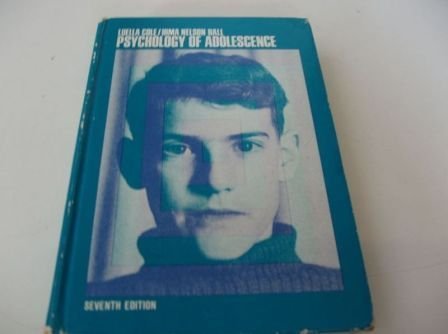 LUELLA COLE/IRMA NELSON HALL
PSYCHOLOGY OF ADOLESCENCE
SEVENTH EDITION